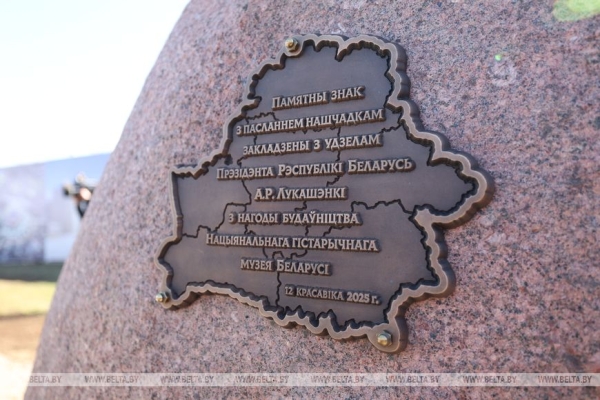 Памятны знак
з пасланнем нашчадкам
закладзены з удзелам
Прэзідэнта Рэспублікі Беларусь
А.Р. Лукашэнкі
з нагоды будаўніцтва
Нацыянальнага гістарычнага
музея Беларусі
12 красавіка 2025 г.
WWW.BELTA.BY WWW.BELTA.BY WWW.BELTA.BY WWW.BELTA.BY WWW.BELTA.BY WWW.BELTA.BY WWW.BELTA.BY